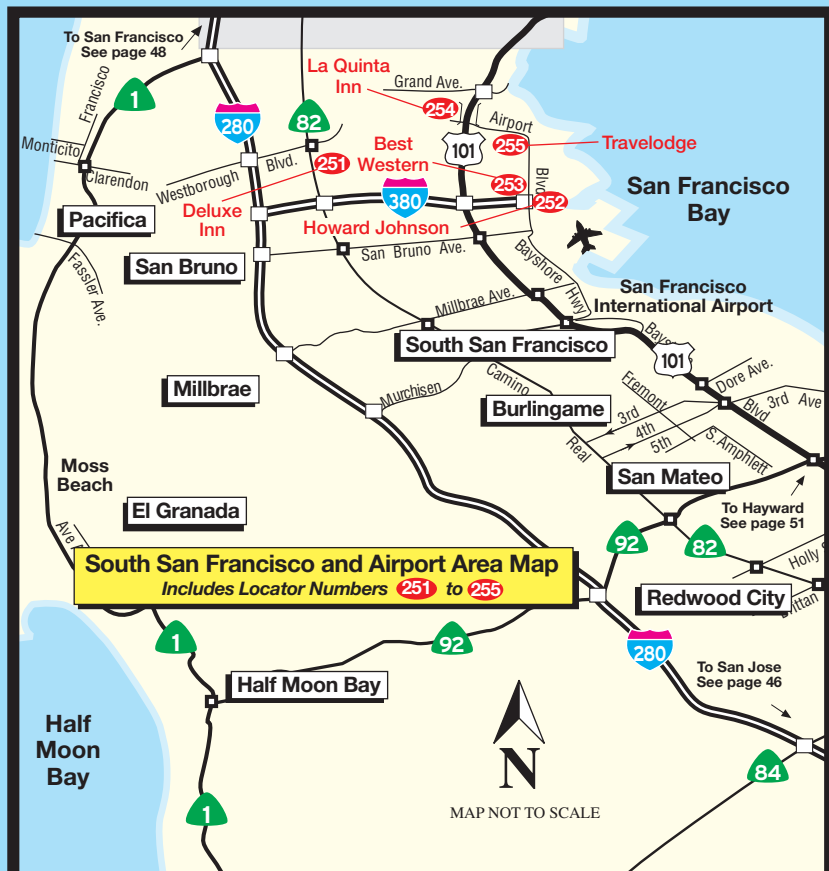 To San Francisco
See page 48
Francisco
1
280
82
La Quinta
Inn
Grand Ave.
254
Airport
101
255
Travelodge
Monticito
Clarendon
Westborough
Blvd.
251
Best
Western
253
Blvd
252
San Francisco
Bay
Deluxe
Inn
380
Howard Johnson
Pacifica
San Bruno
San Bruno Ave.
Fassler Ave.
Bayshore
Hwy
San Francisco
International Airport
Millbrae Ave.
South San Francisco
101
Millbrae
Murchisen
Camino
Real
Burlingame
Fremont
Dore Ave.
3rd Ave
Blvd
3rd
4th
5th
S. Amphlett
Moss
Beach
San Mateo
El Granada
To Hayward
See page 51
92
82
Holly
South San Francisco and Airport Area Map
Includes Locator Numbers 251 to 255
Redwood City
1
92
280
Half Moon Bay
To San Jose
See page 46
Half
Moon
Bay
N
84
MAP NOT TO SCALE
1